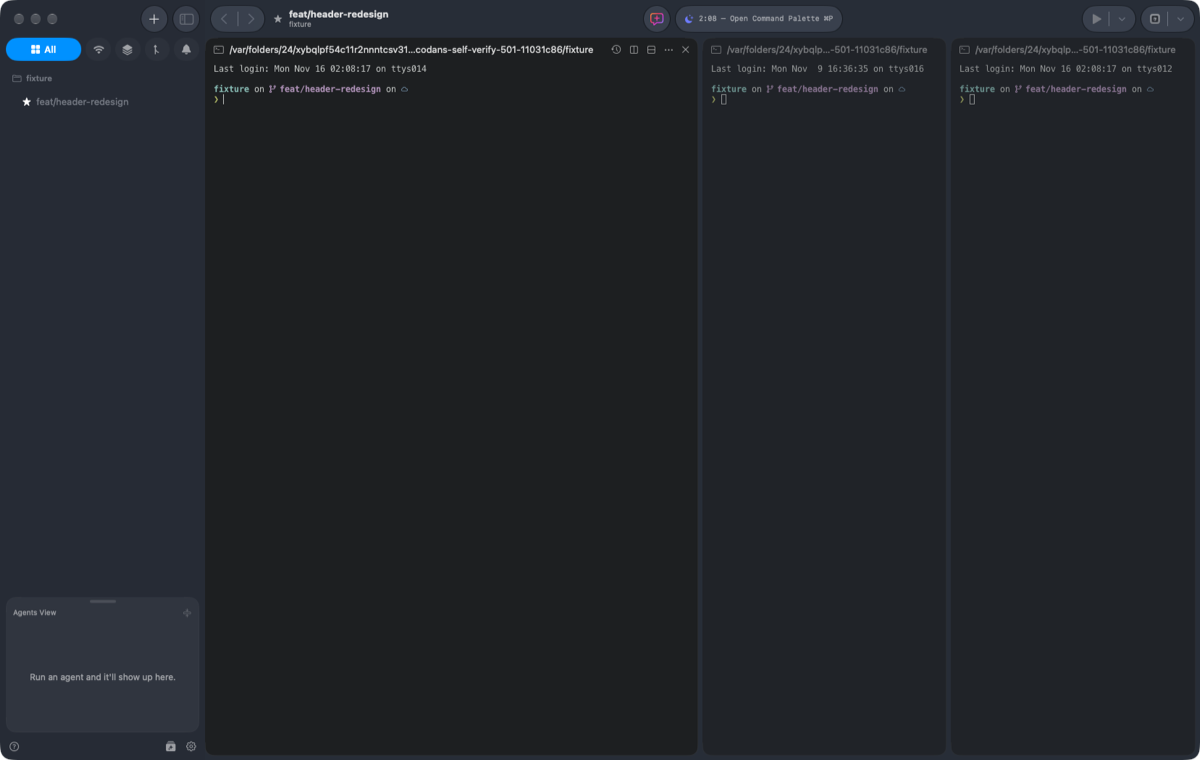 feat/header-redesign
fixture
2:08 — Open Command Palette ⌘P
All
fixture
feat/header-redesign
/var/folders/24/xybqlpf54c11r2nnntcsv31...codans-self-verify-501-11031c86/fixture
Last login: Mon Nov 16 02:08:17 on ttys014
fixture on feat/header-redesign on
❯
/var/folders/24/xybqlp...-501-11031c86/fixture
Last login: Mon Nov  9 16:36:35 on ttys016
fixture on feat/header-redesign on
❯
/var/folders/24/xybqlp...-501-11031c86/fixture
Last login: Mon Nov 16 02:08:17 on ttys012
fixture on feat/header-redesign on
❯
Agents View
Run an agent and it'll show up here.